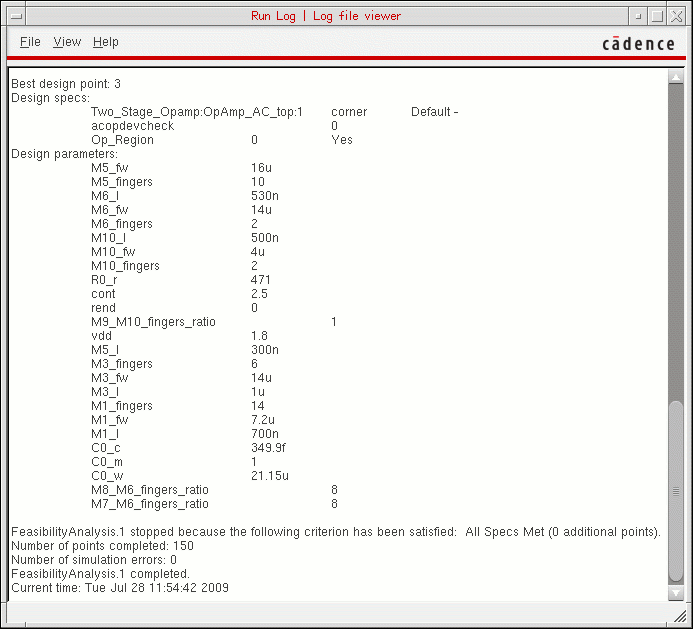 Run Log | Log file viewer
File View Help
cādence
Best design point: 3
Design specs:
Two_Stage_Opamp:OpAmp_AC_top:1 corner Default -
acopdevcheck 0
Op_Region 0 Yes
Design parameters:
M5_fw 16u
M5_fingers 10
M6_l 530n
M6_fw 14u
M6_fingers 2
M10_l 500n
M10_fw 4u
M10_fingers 2
R0_r 471
cont 2.5
rend 0
M9_M10_fingers_ratio 1
vdd 1.8
M5_l 300n
M3_fingers 6
M3_fw 14u
M3_l 1u
M1_fingers 14
M1_fw 7.2u
M1_l 700n
C0_c 349.9f
C0_m 1
C0_w 21.15u
M8_M6_fingers_ratio 8
M7_M6_fingers_ratio 8
FeasibilityAnalysis.1 stopped because the following criterion has been satisfied: All Specs Met (0 additional points).
Number of points completed: 150
Number of simulation errors: 0
FeasibilityAnalysis.1 completed.
Current time: Tue Jul 28 11:54:42 2009